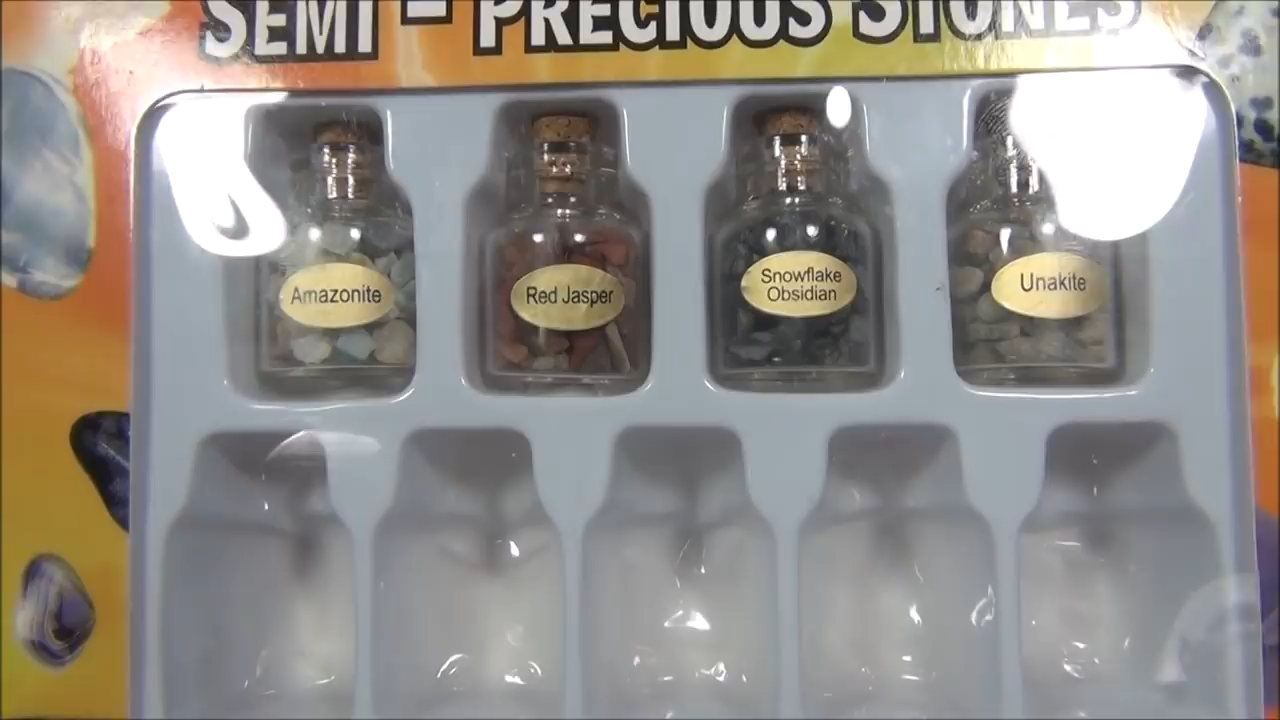 SEMI - PRECIOUS STONES
Amazonite
Red Jasper
Snowflake
Obsidian
Unakite